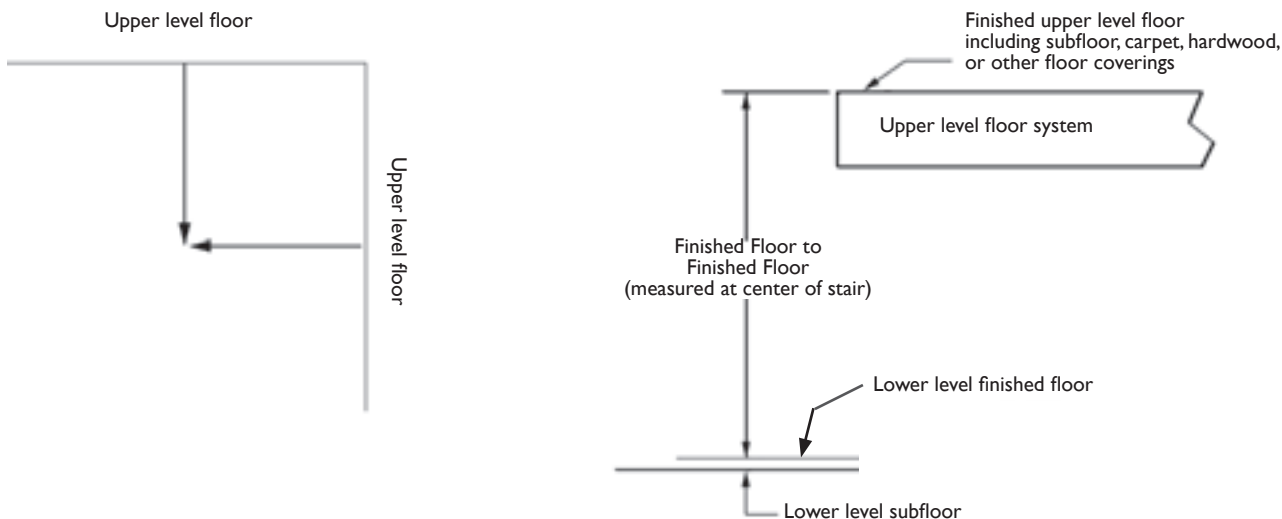 Upper level floor
Upper level floor
Finished upper level floor
including subfloor, carpet, hardwood,
or other floor coverings
Upper level floor system
Finished Floor to
Finished Floor
(measured at center of stair)
Lower level finished floor
Lower level subfloor